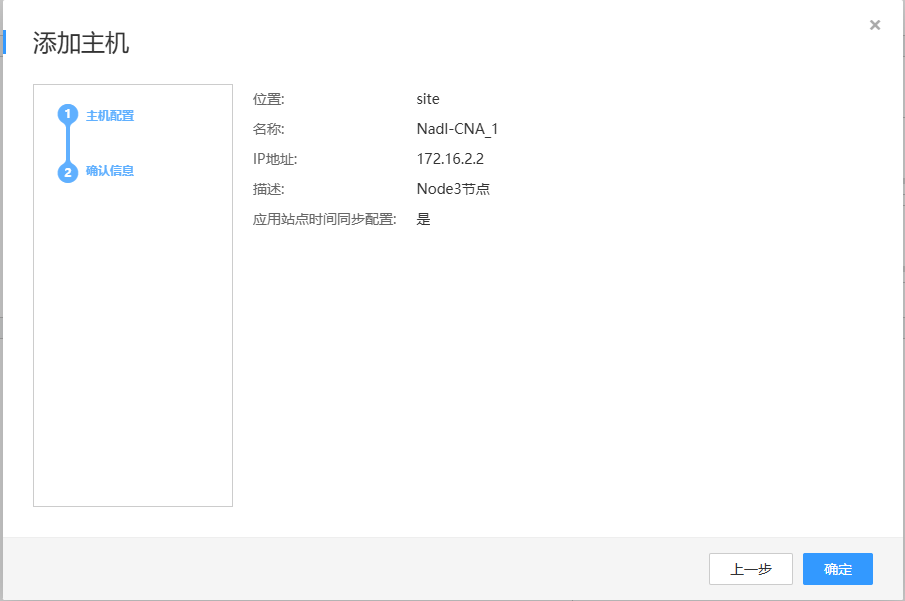 添加主机
1 主机配置
2 确认信息
位置: site
名称: Nadl-CNA_1
IP地址: 172.16.2.2
描述: Node3节点
应用站点时间同步配置: 是
上一步 确定